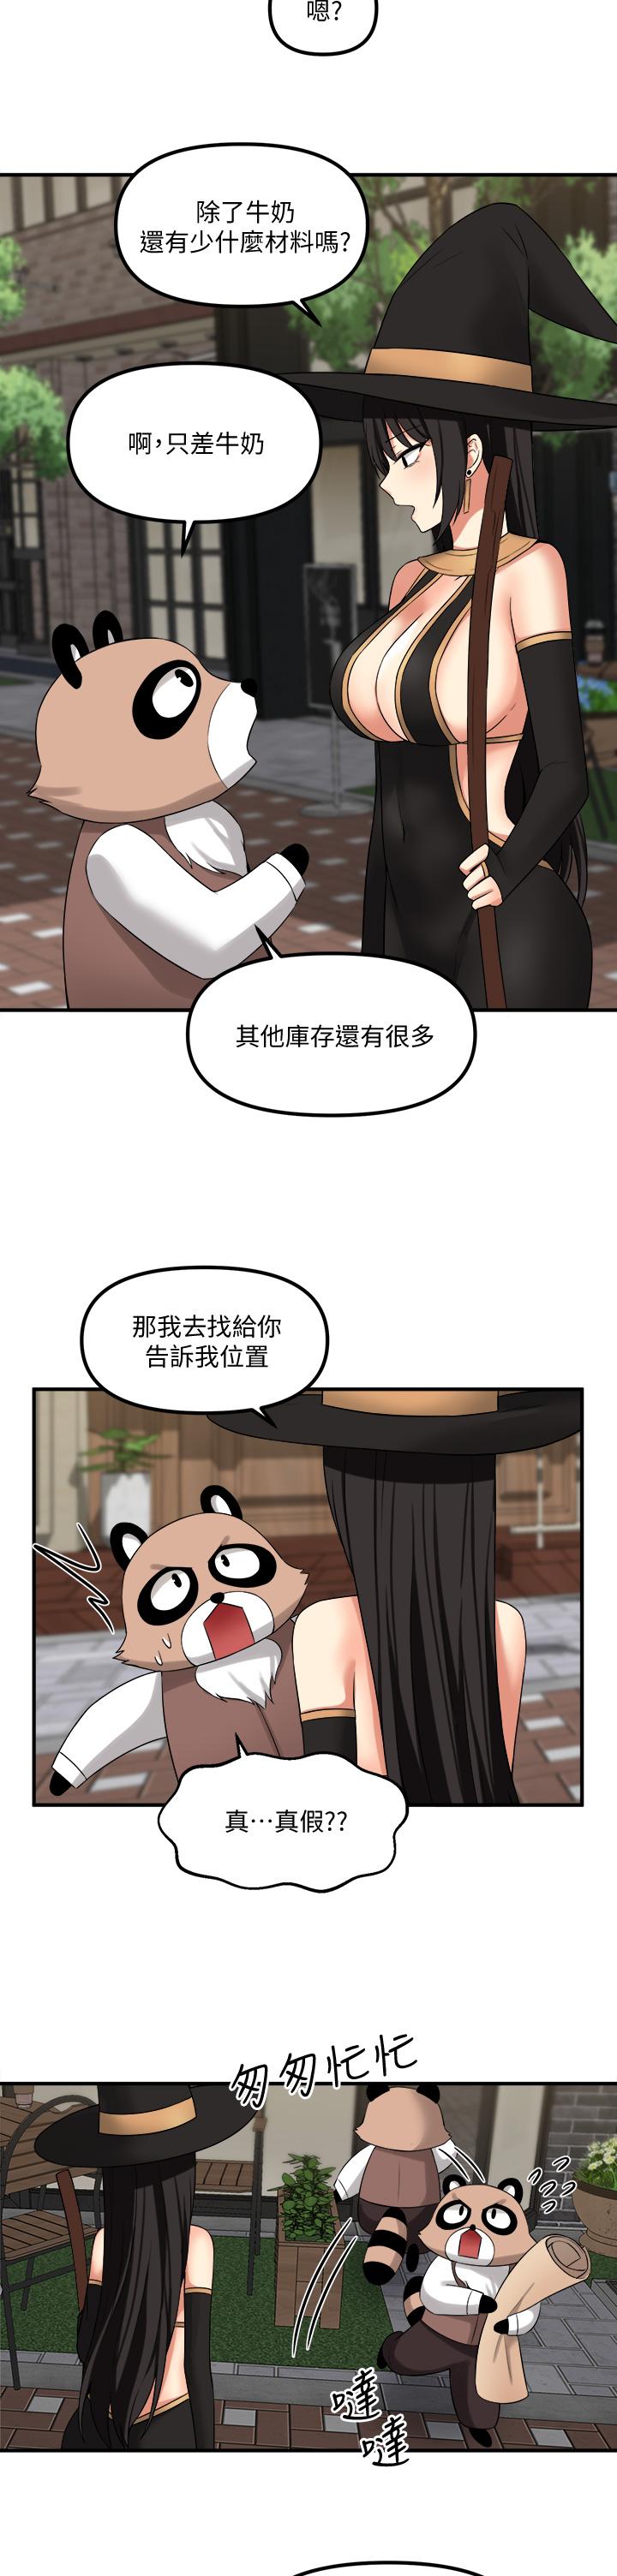 嗯?
除了牛奶
還有少什麼材料嗎?
啊,只差牛奶
其他庫存還有很多
那我去找給你
告訴我位置
真…真假??
匆匆忙忙
噠
噠